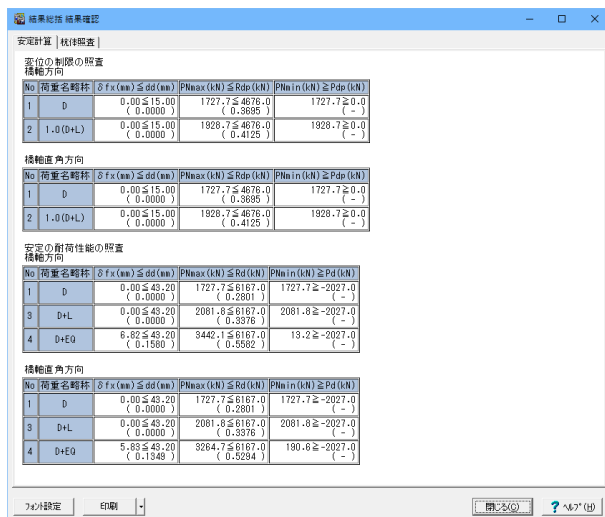 結果総括 結果確認
安定計算 杭体照査
変位の制限の照査
橋軸方向
No 荷重名略称 δfx(mm)≦dd(mm) PNmax(kN)≦Rdp(kN) PNmin(kN)≧Pdp(kN)
1 D 0.00≦15.00 1727.7≦4676.0 1727.7≧0.0
( 0.0000 ) ( 0.3695 ) ( - )
2 1.0(D+L) 0.00≦15.00 1928.7≦4676.0 1928.7≧0.0
( 0.0000 ) ( 0.4125 ) ( - )
橋軸直角方向
No 荷重名略称 δfx(mm)≦dd(mm) PNmax(kN)≦Rdp(kN) PNmin(kN)≧Pdp(kN)
1 D 0.00≦15.00 1727.7≦4676.0 1727.7≧0.0
( 0.0000 ) ( 0.3695 ) ( - )
2 1.0(D+L) 0.00≦15.00 1928.7≦4676.0 1928.7≧0.0
( 0.0000 ) ( 0.4125 ) ( - )
安定の耐荷性能の照査
橋軸方向
No 荷重名略称 δfx(mm)≦dd(mm) PNmax(kN)≦Rd(kN) PNmin(kN)≧Pd(kN)
1 D 0.00≦43.20 1727.7≦6167.0 1727.7≧-2027.0
( 0.0000 ) ( 0.2801 ) ( - )
3 D+L 0.00≦43.20 2081.8≦6167.0 2081.8≧-2027.0
( 0.0000 ) ( 0.3376 ) ( - )
4 D+EQ 6.82≦43.20 3442.1≦6167.0 13.2≧-2027.0
( 0.1580 ) ( 0.5582 ) ( - )
橋軸直角方向
No 荷重名略称 δfx(mm)≦dd(mm) PNmax(kN)≦Rd(kN) PNmin(kN)≧Pd(kN)
1 D 0.00≦43.20 1727.7≦6167.0 1727.7≧-2027.0
( 0.0000 ) ( 0.2801 ) ( - )
3 D+L 0.00≦43.20 2081.8≦6167.0 2081.8≧-2027.0
( 0.0000 ) ( 0.3376 ) ( - )
4 D+EQ 5.83≦43.20 3264.7≦6167.0 190.6≧-2027.0
( 0.1349 ) ( 0.5294 ) ( - )
フォント設定 印刷 閉じる(C) ? ヘルプ(H)